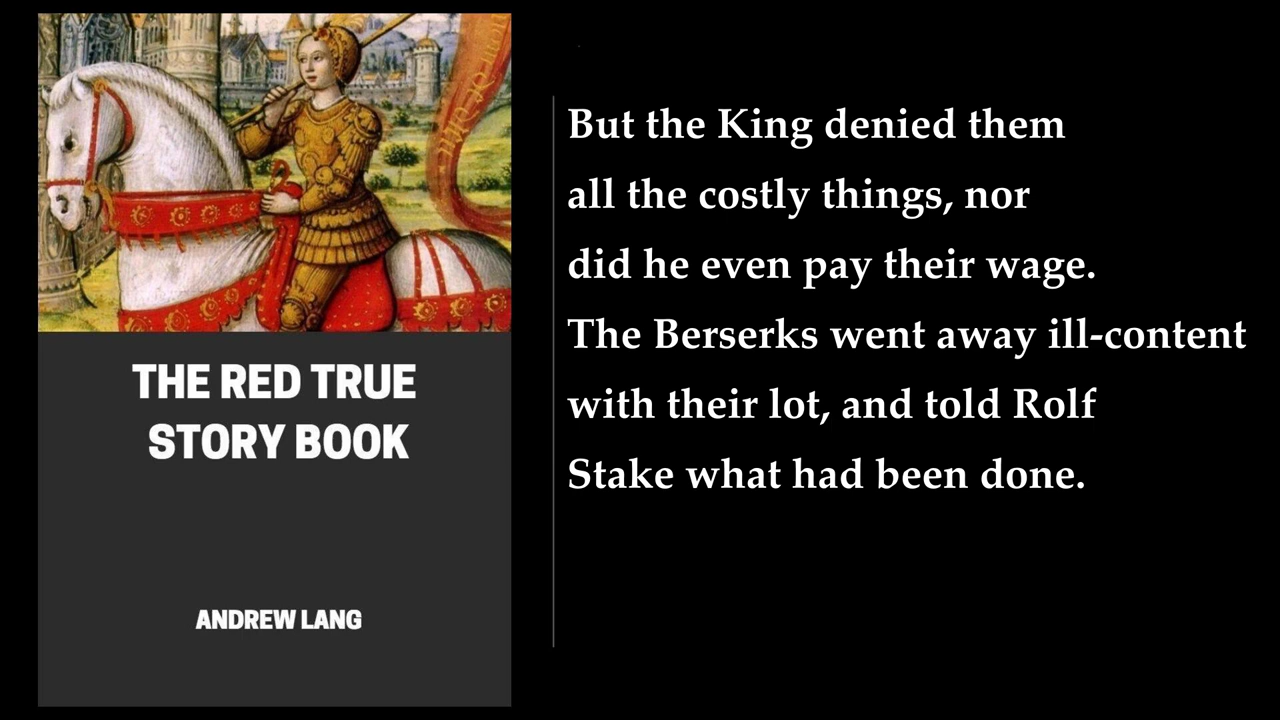 THE RED TRUE
STORY BOOK
ANDREW LANG
But the King denied them
all the costly things, nor
did he even pay their wage.
The Berserks went away ill-content
with their lot, and told Rolf
Stake what had been done.